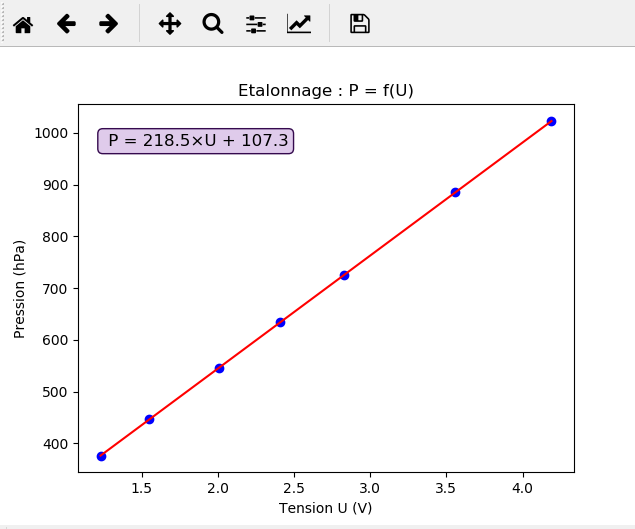 Etalonnage : P = f(U)
P = 218.5×U + 107.3
1000
900
800
700
600
500
400
Pression (hPa)
1.5 2.0 2.5 3.0 3.5 4.0
Tension U (V)